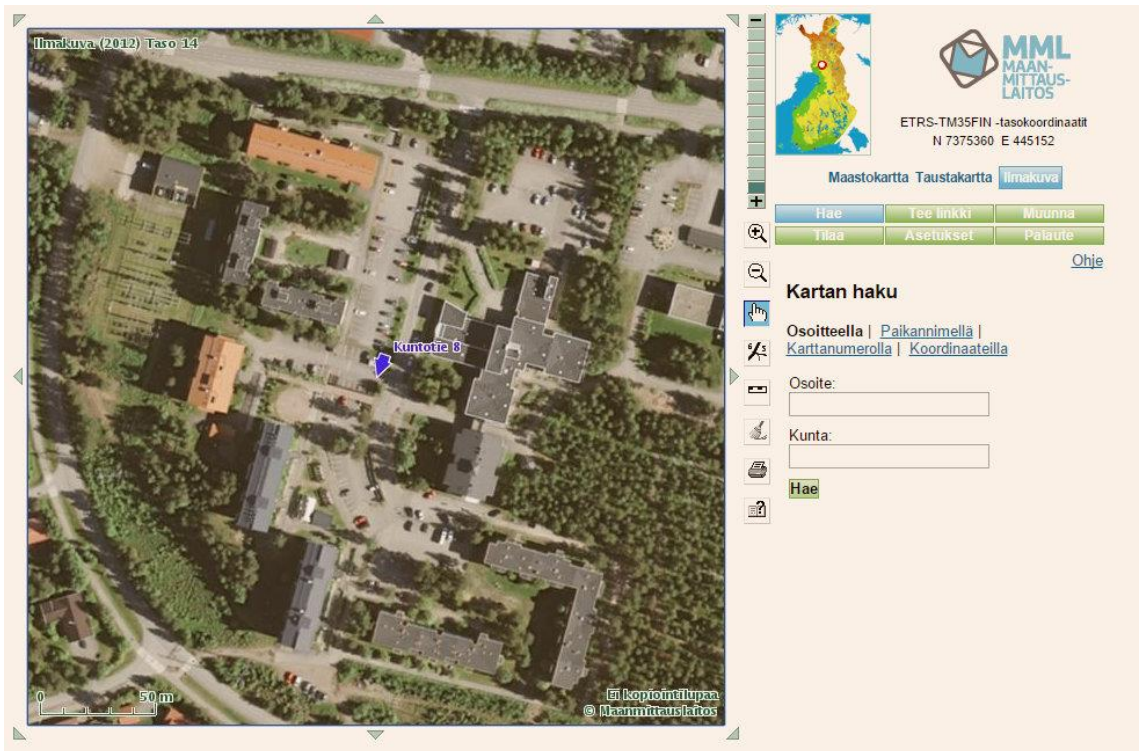 Ilmakuva (2012) Taso 14
Kuntotie 8
0 50 m
Ei kopiointilupaa
© Maanmittauslaitos
MML
MAAN-
MITTAUS-
LAITOS
ETRS-TM35FIN -tasokoordinaatit
N 7375360 E 445152
Maastokartta Taustakartta Ilmakuva
Hae Tee linkki Muunna
Tilaa Asetukset Palaute
Ohje
Kartan haku
Osoitteella | Paikannimellä |
Karttanumerolla | Koordinaateilla
Osoite:
Kunta:
Hae